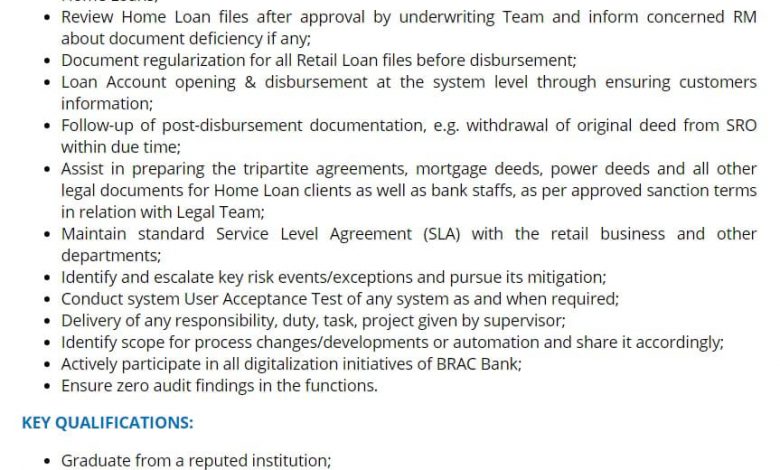 Home Loans;
• Review Home Loan files after approval by underwriting Team and inform concerned RM
about document deficiency if any;
• Document regularization for all Retail Loan files before disbursement;
• Loan Account opening & disbursement at the system level through ensuring customers
information;
• Follow-up of post-disbursement documentation, e.g. withdrawal of original deed from SRO
within due time;
• Assist in preparing the tripartite agreements, mortgage deeds, power deeds and all other
legal documents for Home Loan clients as well as bank staffs, as per approved sanction terms
in relation with Legal Team;
• Maintain standard Service Level Agreement (SLA) with the retail business and other
departments;
• Identify and escalate key risk events/exceptions and pursue its mitigation;
• Conduct system User Acceptance Test of any system as and when required;
• Delivery of any responsibility, duty, task, project given by supervisor;
• Identify scope for process changes/developments or automation and share it accordingly;
• Actively participate in all digitalization initiatives of BRAC Bank;
• Ensure zero audit findings in the functions.
KEY QUALIFICATIONS:
• Graduate from a reputed institution;